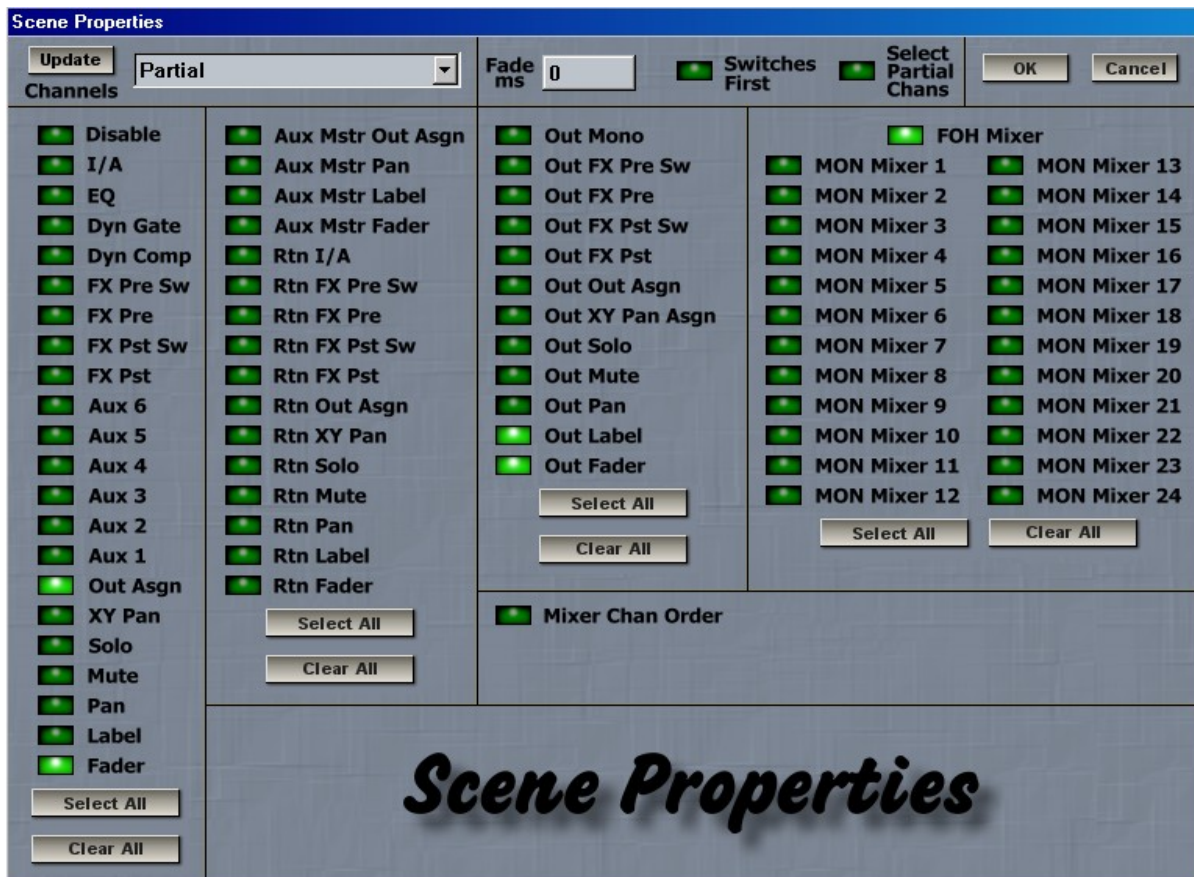 Scene Properties
Update
Channels
Partial
Fade
ms
0
Switches
First
Select
Partial
Chans
OK
Cancel
Disable
I/A
EQ
Dyn Gate
Dyn Comp
FX Pre Sw
FX Pre
FX Pst Sw
FX Pst
Aux 6
Aux 5
Aux 4
Aux 3
Aux 2
Aux 1
Out Asgn
XY Pan
Solo
Mute
Pan
Label
Fader
Select All
Clear All
Aux Mstr Out Asgn
Aux Mstr Pan
Aux Mstr Label
Aux Mstr Fader
Rtn I/A
Rtn FX Pre Sw
Rtn FX Pre
Rtn FX Pst Sw
Rtn FX Pst
Rtn Out Asgn
Rtn XY Pan
Rtn Solo
Rtn Mute
Rtn Pan
Rtn Label
Rtn Fader
Select All
Clear All
Out Mono
Out FX Pre Sw
Out FX Pre
Out FX Pst Sw
Out FX Pst
Out Out Asgn
Out XY Pan Asgn
Out Solo
Out Mute
Out Pan
Out Label
Out Fader
Select All
Clear All
FOH Mixer
MON Mixer 1
MON Mixer 2
MON Mixer 3
MON Mixer 4
MON Mixer 5
MON Mixer 6
MON Mixer 7
MON Mixer 8
MON Mixer 9
MON Mixer 10
MON Mixer 11
MON Mixer 12
MON Mixer 13
MON Mixer 14
MON Mixer 15
MON Mixer 16
MON Mixer 17
MON Mixer 18
MON Mixer 19
MON Mixer 20
MON Mixer 21
MON Mixer 22
MON Mixer 23
MON Mixer 24
Select All
Clear All
Mixer Chan Order
Scene Properties